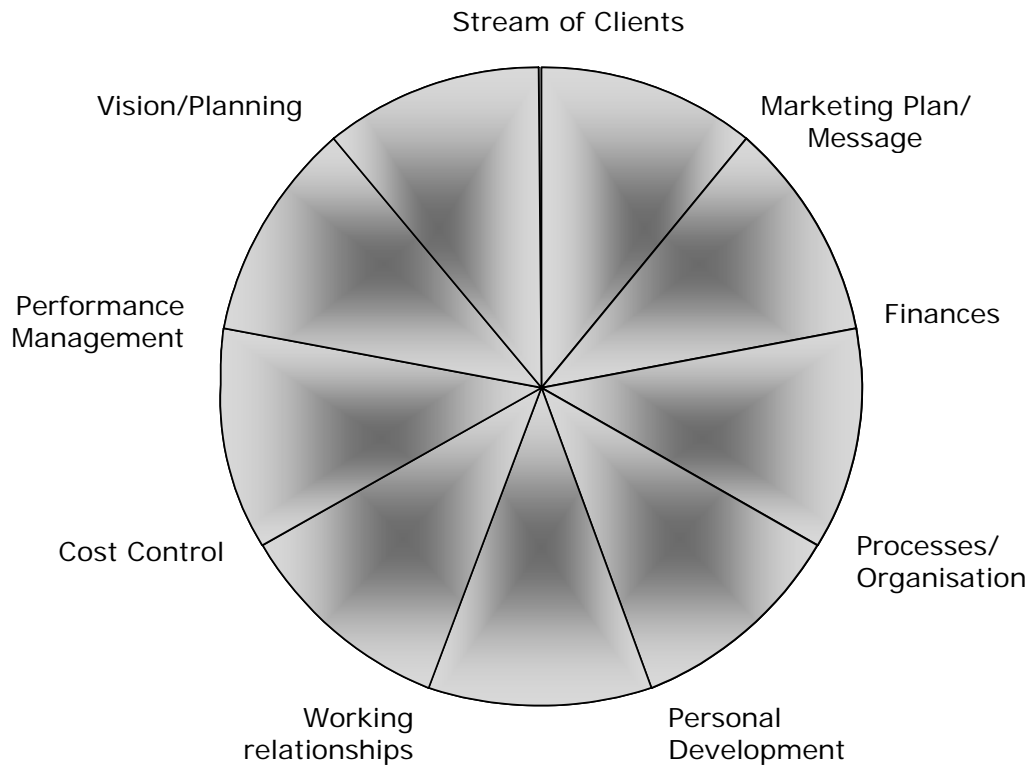 Stream of Clients
Vision/Planning
Marketing Plan/
Message
Performance
Management
Finances
Cost Control
Processes/
Organisation
Working
relationships
Personal
Development